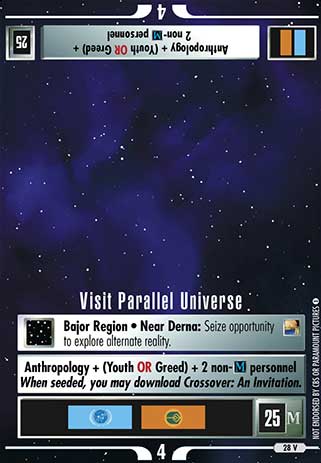 4
Anthropology + (Youth OR Greed) +
2 non-M personnel
25
Visit Parallel Universe
Bajor Region • Near Derna: Seize opportunity
to explore alternate reality.
Anthropology + (Youth OR Greed) + 2 non-M personnel
When seeded, you may download Crossover: An Invitation.
25 M
4
28 V
NOT ENDORSED BY CBS OR PARAMOUNT PICTURES